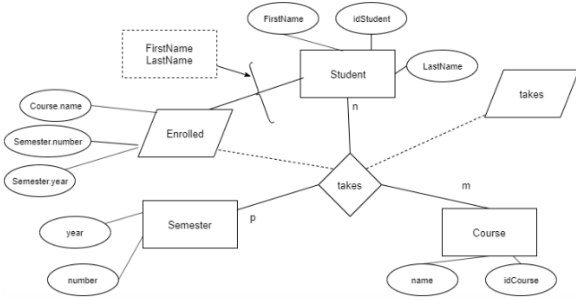 FirstName
idStudent
FirstName
LastName
Student
LastName
n
takes
Course.name
Enrolled
Semester.number
Semester.year
takes
m
p
year
Semester
Course
number
name
idCourse